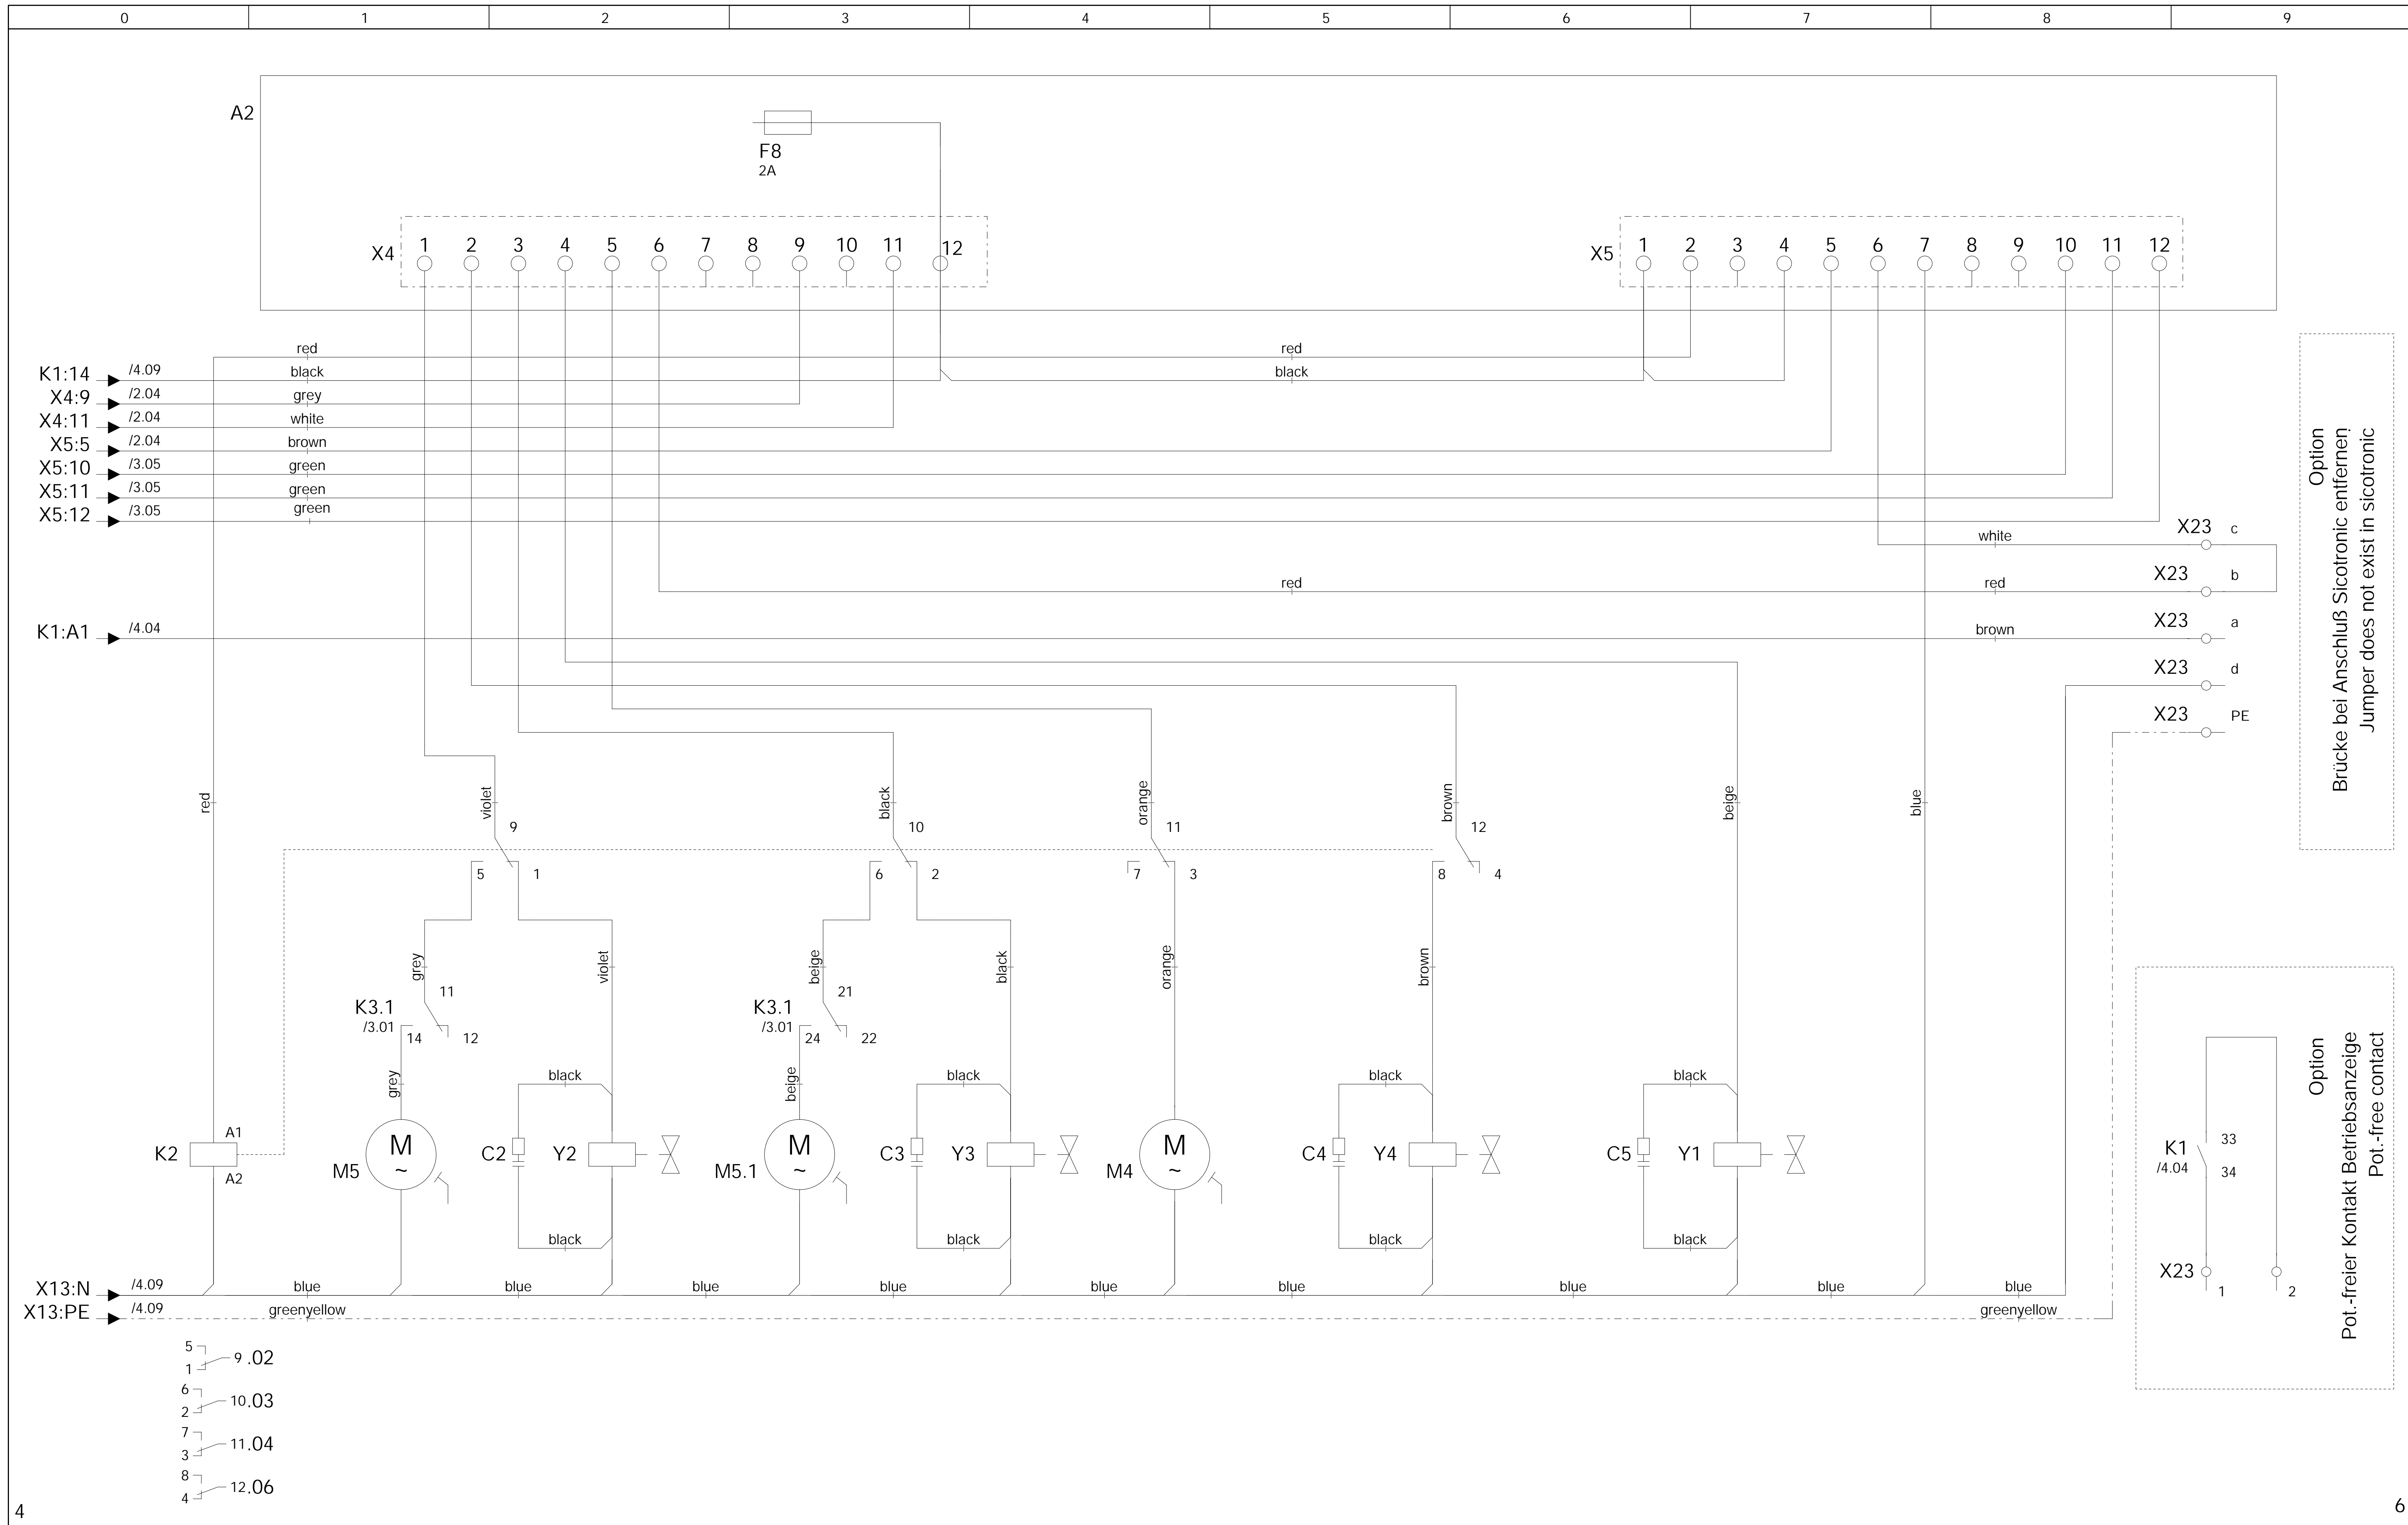 0 1 2 3 4 5 6 7 8 9
A2
F8
2A
X4 1 2 3 4 5 6 7 8 9 10 11 12
X5 1 2 3 4 5 6 7 8 9 10 11 12
red red
K1:14 /4.09 black black
X4:9 /2.04 grey
X4:11 /2.04 white
X5:5 /2.04 brown
X5:10 /3.05 green
X5:11 /3.05 green
X5:12 /3.05 green
white X23 c
red red X23 b
K1:A1 /4.04 brown X23 a
X23 d
X23 PE
Option
Brücke bei Anschluß Sicotronic entfernen
Jumper does not exist in sicotronic
red violet black orange brown beige blue
9 10 11 12
5 1 6 2 7 3 8 4
grey violet beige black orange brown
K3.1 11 K3.1 21
/3.01 14 12 /3.01 24 22
grey black beige black black black
K2 A1 A2
M5 M ~
C2 Y2
M5.1 M ~
C3 Y3
M4 M ~
C4 Y4
C5 Y1
black black black black
Option
Pot.-freier Kontakt Betriebsanzeige
Pot.-free contact
K1 33
/4.04 34
X23 1 2
X13:N /4.09 blue blue blue blue blue blue blue blue blue
X13:PE /4.09 greenyellow greenyellow
5
1 9 .02
6
2 10 .03
7
3 11 .04
8
4 12 .06
4 6